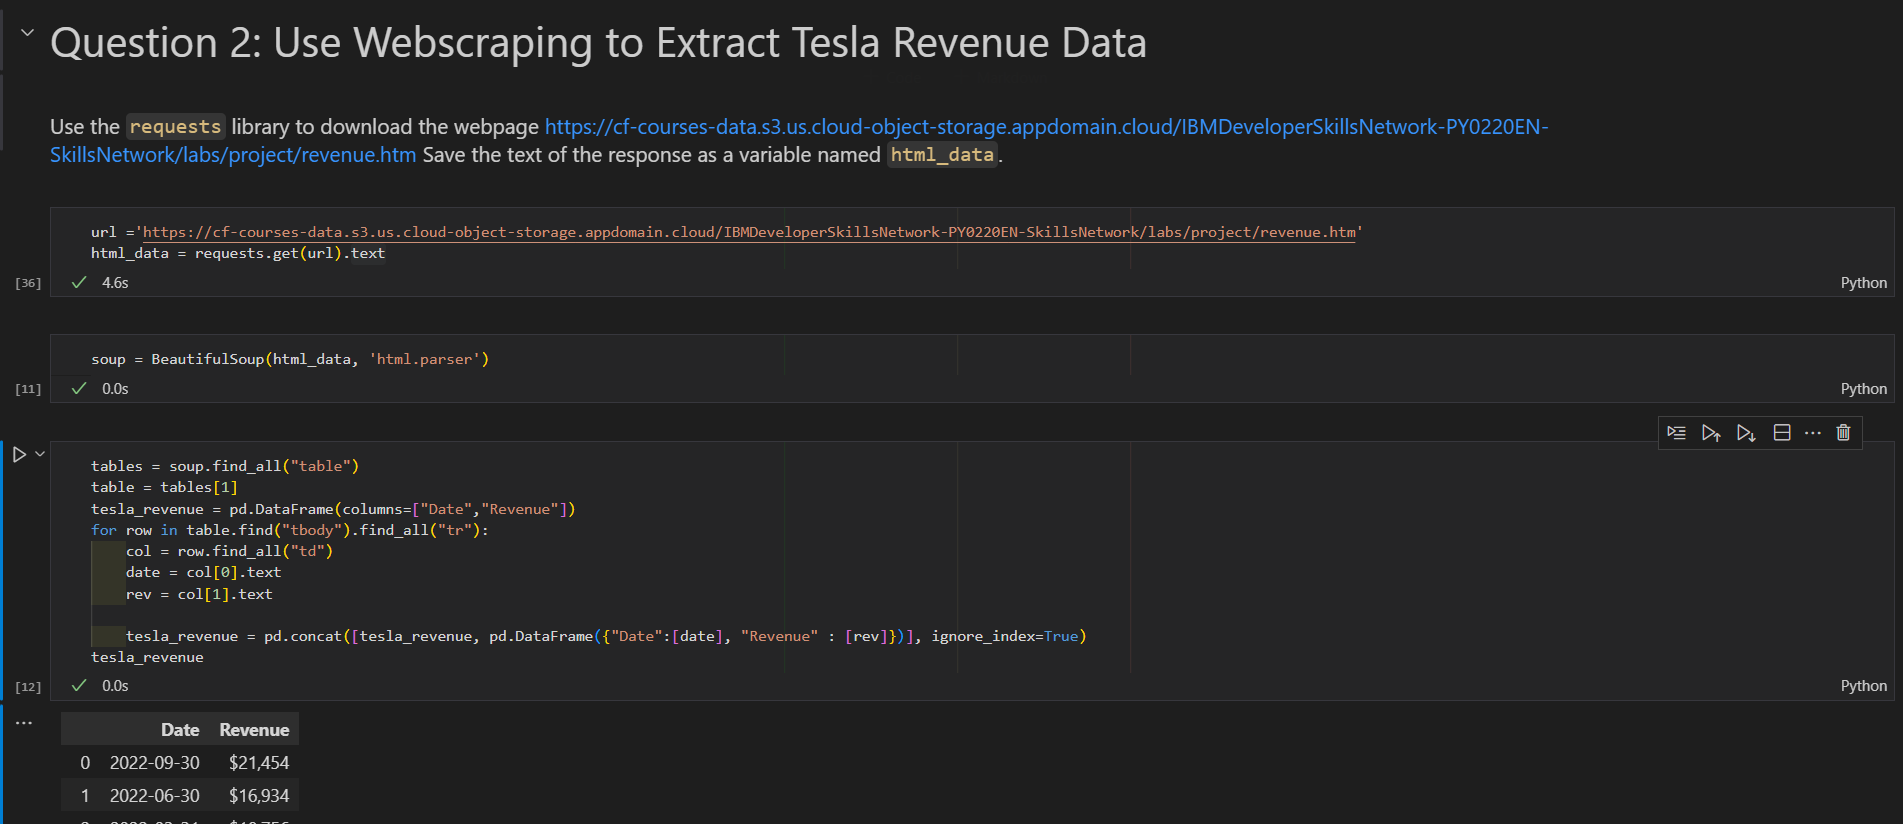 Question 2: Use Webscraping to Extract Tesla Revenue Data
Use the requests library to download the webpage https://cf-courses-data.s3.us.cloud-object-storage.appdomain.cloud/IBMDeveloperSkillsNetwork-PY0220EN-
SkillsNetwork/labs/project/revenue.htm Save the text of the response as a variable named html_data.
url ='https://cf-courses-data.s3.us.cloud-object-storage.appdomain.cloud/IBMDeveloperSkillsNetwork-PY0220EN-SkillsNetwork/labs/project/revenue.htm'
html_data = requests.get(url).text
[36] 4.6s Python
soup = BeautifulSoup(html_data, 'html.parser')
[11] 0.0s Python
tables = soup.find_all("table")
table = tables[1]
tesla_revenue = pd.DataFrame(columns=["Date","Revenue"])
for row in table.find("tbody").find_all("tr"):
    col = row.find_all("td")
    date = col[0].text
    rev = col[1].text
    tesla_revenue = pd.concat([tesla_revenue, pd.DataFrame({"Date":[date], "Revenue" : [rev]})], ignore_index=True)
tesla_revenue
[12] 0.0s Python
Date Revenue
0 2022-09-30 $21,454
1 2022-06-30 $16,934